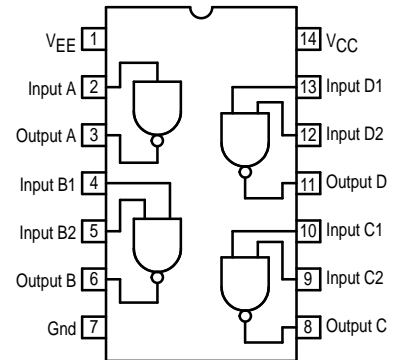 VEE 1 14 VCC
Input A 2 13 Input D1
Output A 3 12 Input D2
Input B1 4 11 Output D
Input B2 5 10 Input C1
Output B 6 9 Input C2
Gnd 7 8 Output C